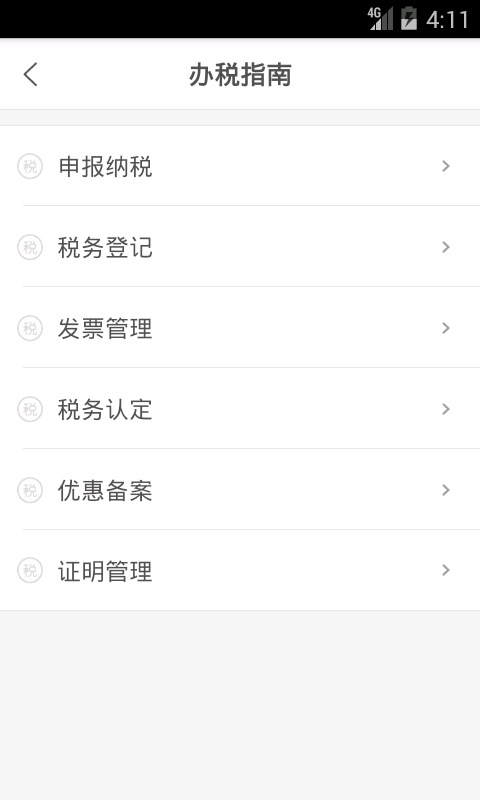 4G 4:11
办税指南
税 申报纳税
税 税务登记
税 发票管理
税 税务认定
税 优惠备案
税 证明管理